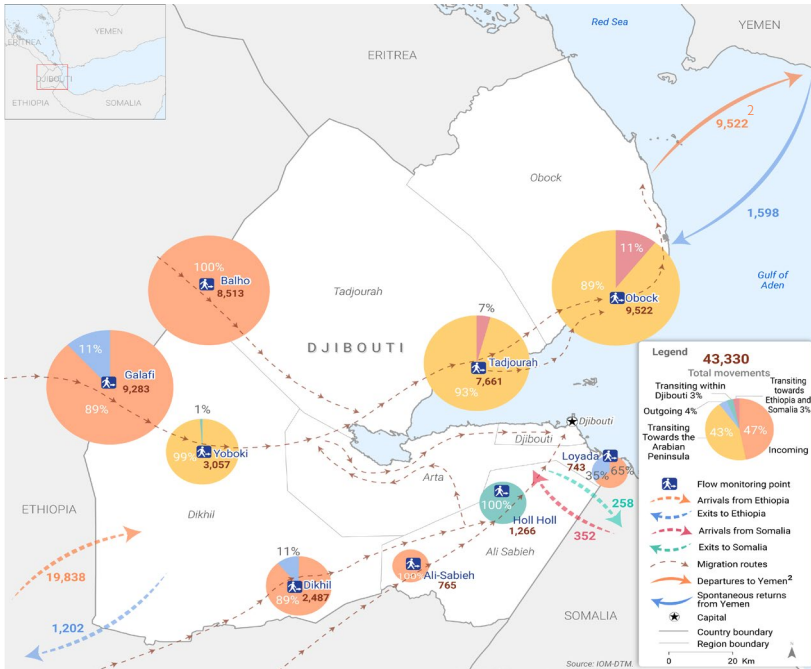 YEMEN
ERITREA
DJIBOUTI
ETHIOPIA
SOMALIA
Red Sea
YEMEN
ERITREA
9,522 2
1,598
Obock
Gulf of
Aden
100%
Balho
8,513
Tadjourah
11%
89%
Obock
9,522
DJIBOUTI
7%
Tadjourah
7,661
93%
11%
Galafi
9,283
89%
1%
99%
Yoboki
3,057
Djibouti
Djibouti
Loyada
743
35%
65%
Arta
100%
Holl Holl
1,266
258
352
ETHIOPIA
Dikhil
Ali Sabieh
19,838
1,202
11%
Dikhil
2,487
89%
100%
Ali-Sabieh
765
SOMALIA
Source: IOM-DTM.
Legend
43,330
Total movements
Transiting within
Djibouti 3%
Transiting
towards
Ethiopia and
Somalia 3%
Outgoing 4%
Transiting
Towards the
Arabian
Peninsula
43%
47%
Incoming
Flow monitoring point
Arrivals from Ethiopia
Exits to Ethiopia
Arrivals from Somalia
Exits to Somalia
Migration routes
Departures to Yemen2
Spontaneous returns
from Yemen
Capital
Country boundary
Region boundary
0 20 Km